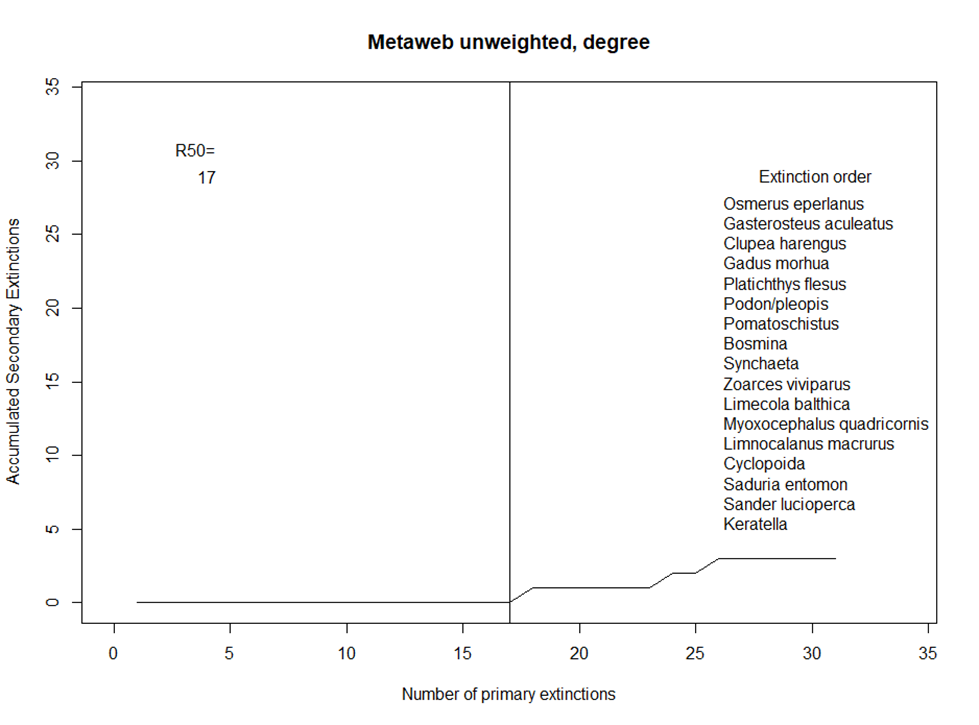 Metaweb unweighted, degree
Accumulated Secondary Extinctions
35
30
25
20
15
10
5
0
R50=
17
Extinction order
Osmerus eperlanus
Gasterosteus aculeatus
Clupea harengus
Gadus morhua
Platichthys flesus
Podon/pleopis
Pomatoschistus
Bosmina
Synchaeta
Zoarces viviparus
Limecola balthica
Myoxocephalus quadricornis
Limnocalanus macrurus
Cyclopoida
Saduria entomon
Sander lucioperca
Keratella
0 5 10 15 20 25 30 35
Number of primary extinctions